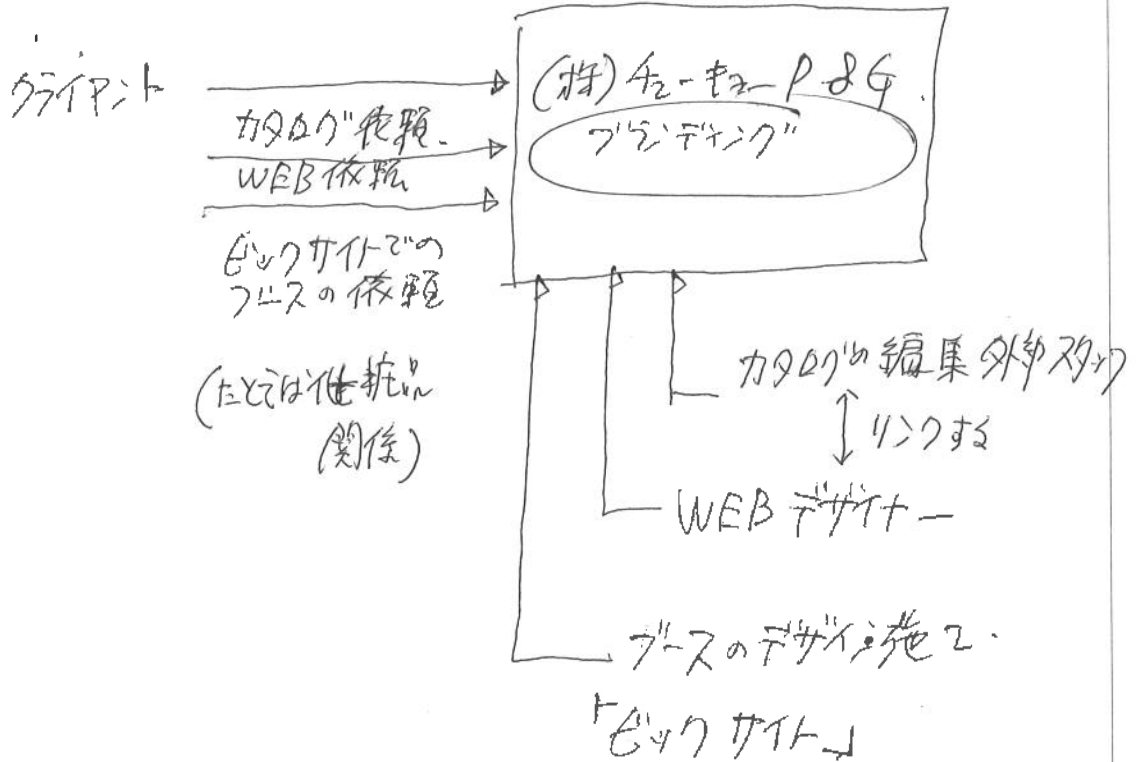 クライアント
カタログ依頼
WEB依頼
ビックサイトでの
ブースの依頼
(たとえば化粧品
関係)
(株)チューキューP&G
ブランディング
カタログの編集外部スタッフ
リンクする
WEBデザイナー
ブースのデザイン施工
「ビックサイト」